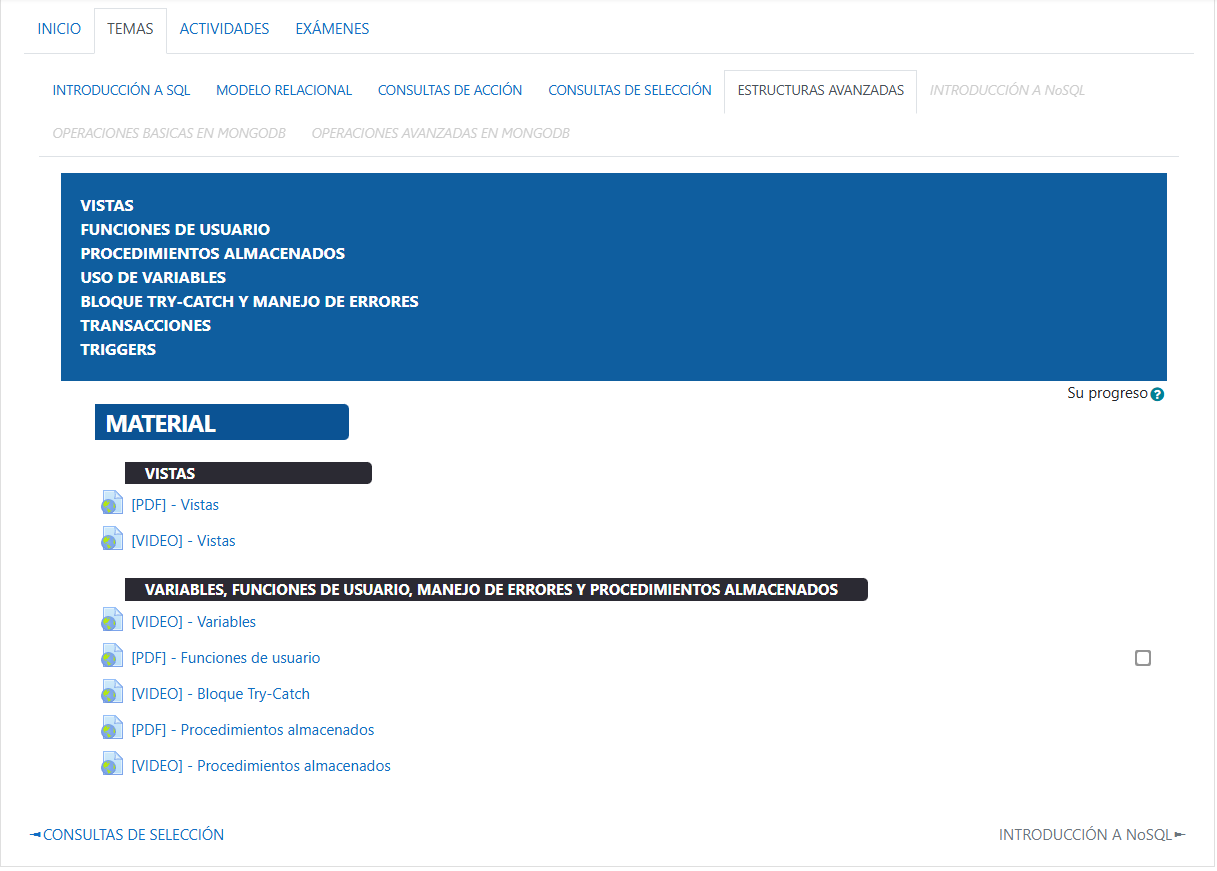 INICIO TEMAS ACTIVIDADES EXÁMENES
INTRODUCCIÓN A SQL MODELO RELACIONAL CONSULTAS DE ACCIÓN CONSULTAS DE SELECCIÓN ESTRUCTURAS AVANZADAS INTRODUCCIÓN A NoSQL
OPERACIONES BASICAS EN MONGODB OPERACIONES AVANZADAS EN MONGODB
VISTAS
FUNCIONES DE USUARIO
PROCEDIMIENTOS ALMACENADOS
USO DE VARIABLES
BLOQUE TRY-CATCH Y MANEJO DE ERRORES
TRANSACCIONES
TRIGGERS
Su progreso
MATERIAL
VISTAS
[PDF] - Vistas
[VIDEO] - Vistas
VARIABLES, FUNCIONES DE USUARIO, MANEJO DE ERRORES Y PROCEDIMIENTOS ALMACENADOS
[VIDEO] - Variables
[PDF] - Funciones de usuario
[VIDEO] - Bloque Try-Catch
[PDF] - Procedimientos almacenados
[VIDEO] - Procedimientos almacenados
CONSULTAS DE SELECCIÓN INTRODUCCIÓN A NoSQL